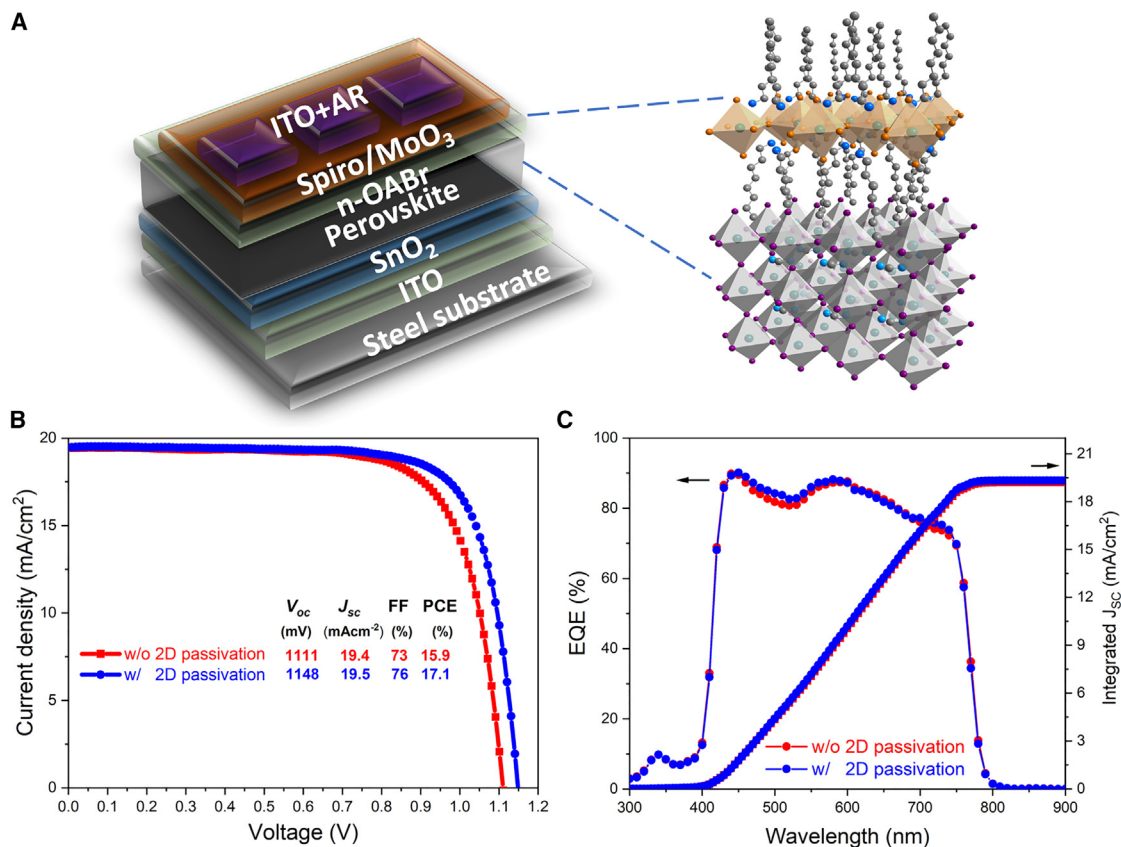 A
ITO+AR
Spiro/MoO₃
n-OABr
Perovskite
SnO₂
ITO
Steel substrate
B
20
15
10
5
0
0.0 0.1 0.2 0.3 0.4 0.5 0.6 0.7 0.8 0.9 1.0 1.1 1.2
Current density (mA/cm²)
Voltage (V)
Voc Jsc FF PCE
(mV) (mAcm⁻²) (%) (%)
w/o 2D passivation 1111 19.4 73 15.9
w/ 2D passivation 1148 19.5 76 17.1
C
100
80
60
40
20
0
EQE (%)
21
18
15
12
9
6
3
0
Integrated JSC (mA/cm²)
w/o 2D passivation
w/ 2D passivation
300 400 500 600 700 800 900
Wavelength (nm)